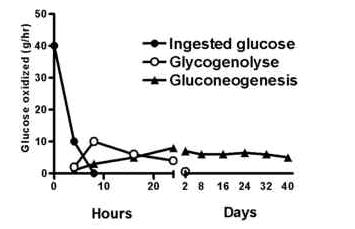 50
40
30
20
10
0
Glucose oxidized (g/hr)
Ingested glucose
Glycogenolyse
Gluconeogenesis
0 10 20 2 8 16 24 32 40
Hours Days